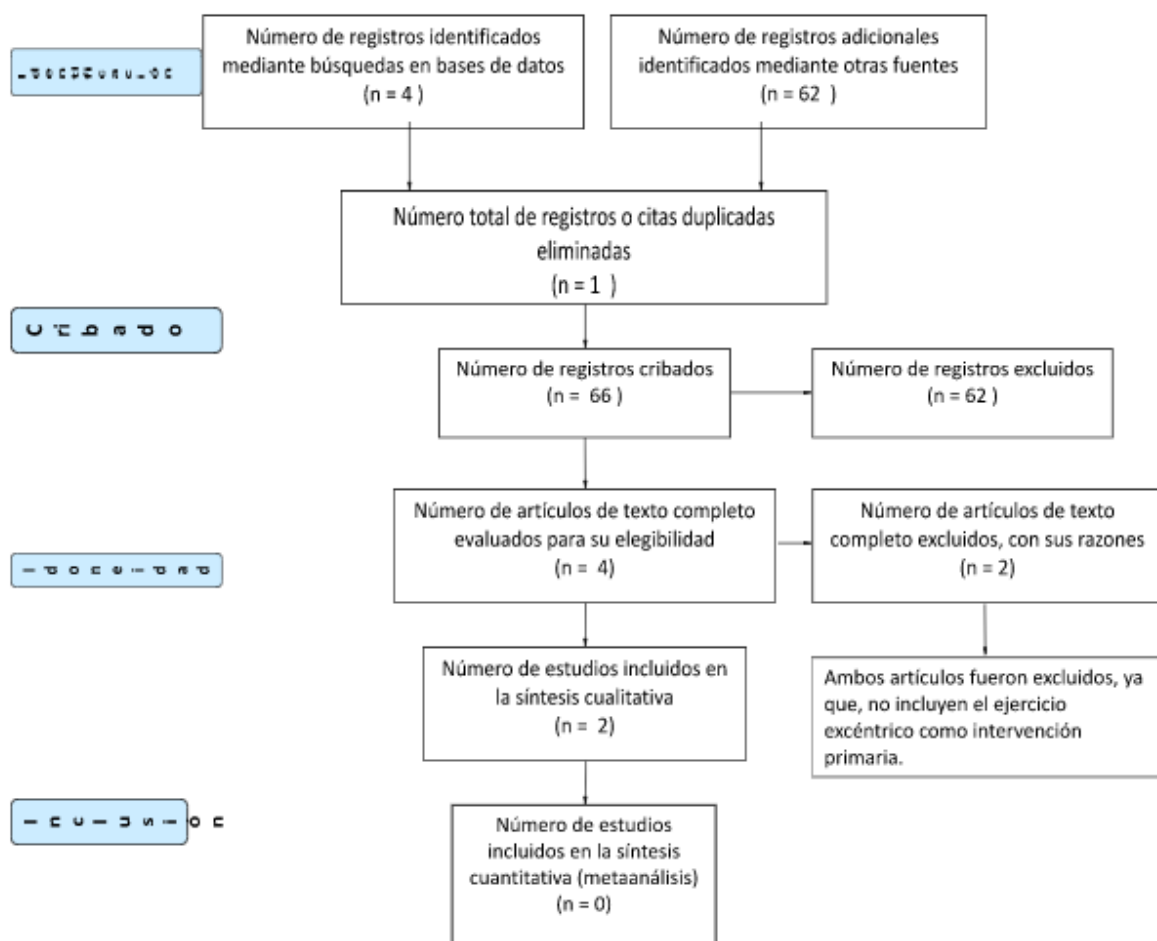 Número de registros identificados
mediante búsquedas en bases de datos
(n = 4 )
Número de registros adicionales
identificados mediante otras fuentes
(n = 62 )
Número total de registros o citas duplicadas
eliminadas
(n = 1 )
Cribado
Número de registros cribados
(n = 66 )
Número de registros excluidos
(n = 62 )
Número de artículos de texto completo
evaluados para su elegibilidad
(n = 4)
Número de artículos de texto
completo excluidos, con sus razones
(n = 2)
Idoneidad
Número de estudios incluidos en
la síntesis cualitativa
(n = 2)
Ambos artículos fueron excluidos, ya
que, no incluyen el ejercicio
excéntrico como intervención
primaria.
Inclusión
Número de estudios
incluidos en la síntesis
cuantitativa (metaanálisis)
(n = 0)